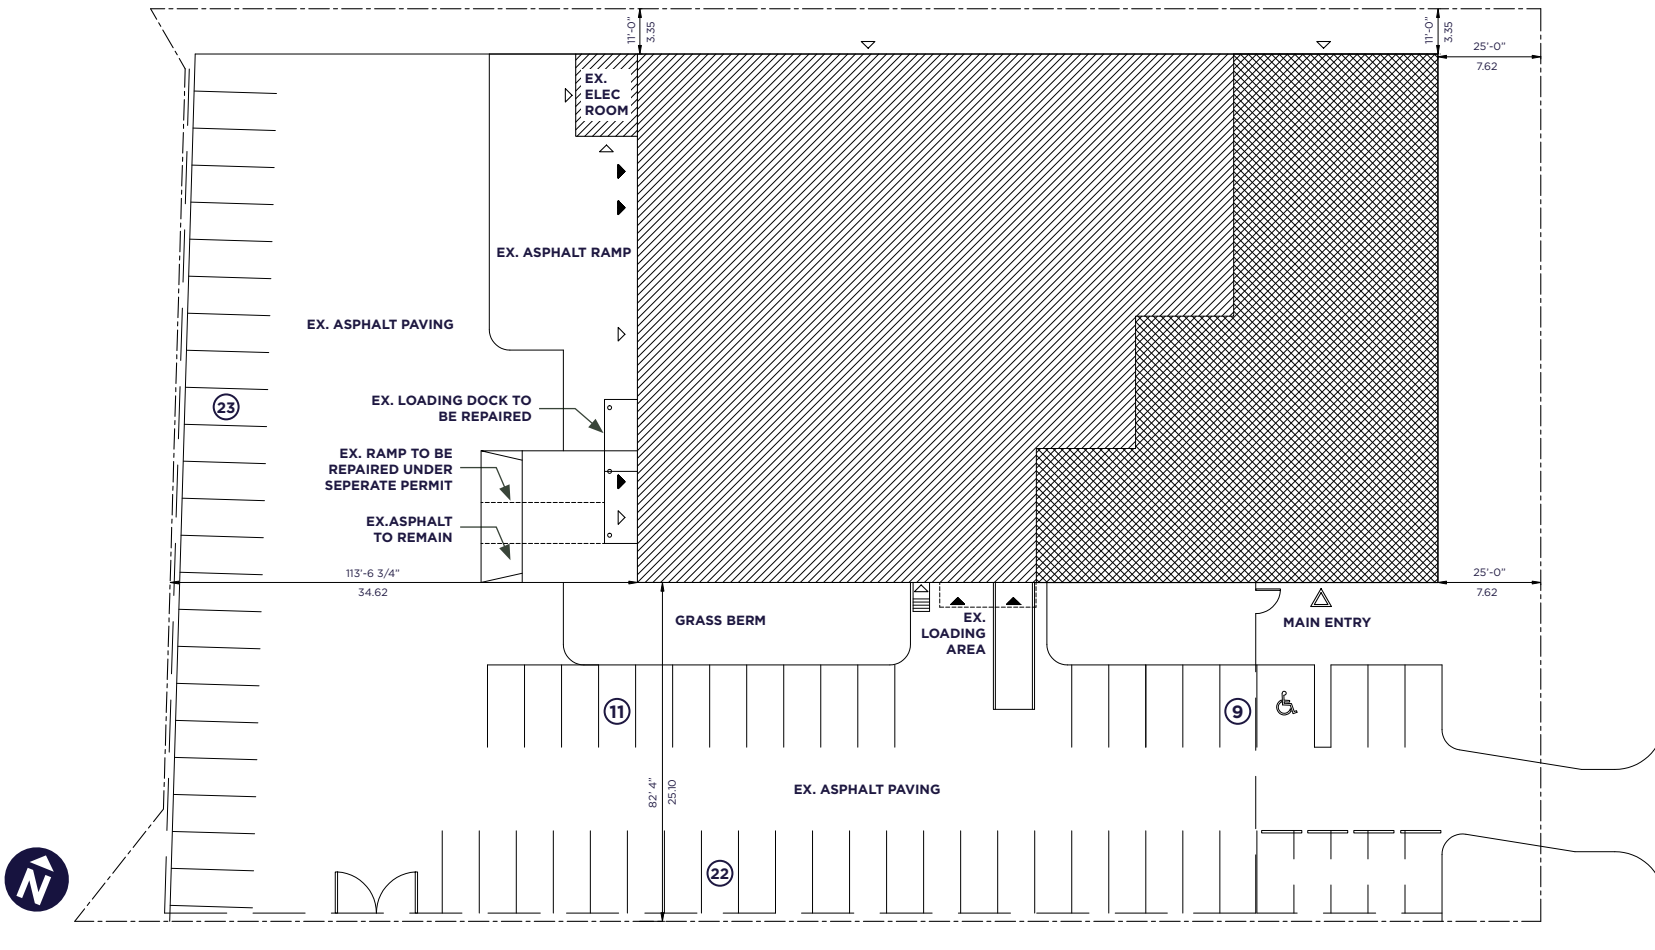 11'-0"
3.35
11'-0"
3.35
25'-0"
7.62
EX.
ELEC
ROOM
EX. ASPHALT RAMP
EX. ASPHALT PAVING
23
EX. LOADING DOCK TO
BE REPAIRED
EX. RAMP TO BE
REPAIRED UNDER
SEPERATE PERMIT
EX.ASPHALT
TO REMAIN
113'-6 3/4"
34.62
25'-0"
7.62
GRASS BERM
EX.
LOADING
AREA
MAIN ENTRY
11
9
82' 4"
25.10
EX. ASPHALT PAVING
22
N